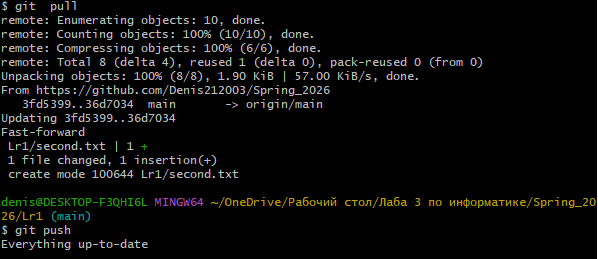 $ git  pull
remote: Enumerating objects: 10, done.
remote: Counting objects: 100% (10/10), done.
remote: Compressing objects: 100% (6/6), done.
remote: Total 8 (delta 4), reused 1 (delta 0), pack-reused 0 (from 0)
Unpacking objects: 100% (8/8), 1.90 KiB | 57.00 KiB/s, done.
From https://github.com/Denis212003/Spring_2026
   3fd5399..36d7034  main       -> origin/main
Updating 3fd5399..36d7034
Fast-forward
 Lr1/second.txt | 1 +
 1 file changed, 1 insertion(+)
 create mode 100644 Lr1/second.txt
denis@DESKTOP-F3QHI6L MINGW64 ~/OneDrive/Рабочий стол/Лаба 3 по информатике/Spring_20
26/Lr1 (main)
$ git push
Everything up-to-date